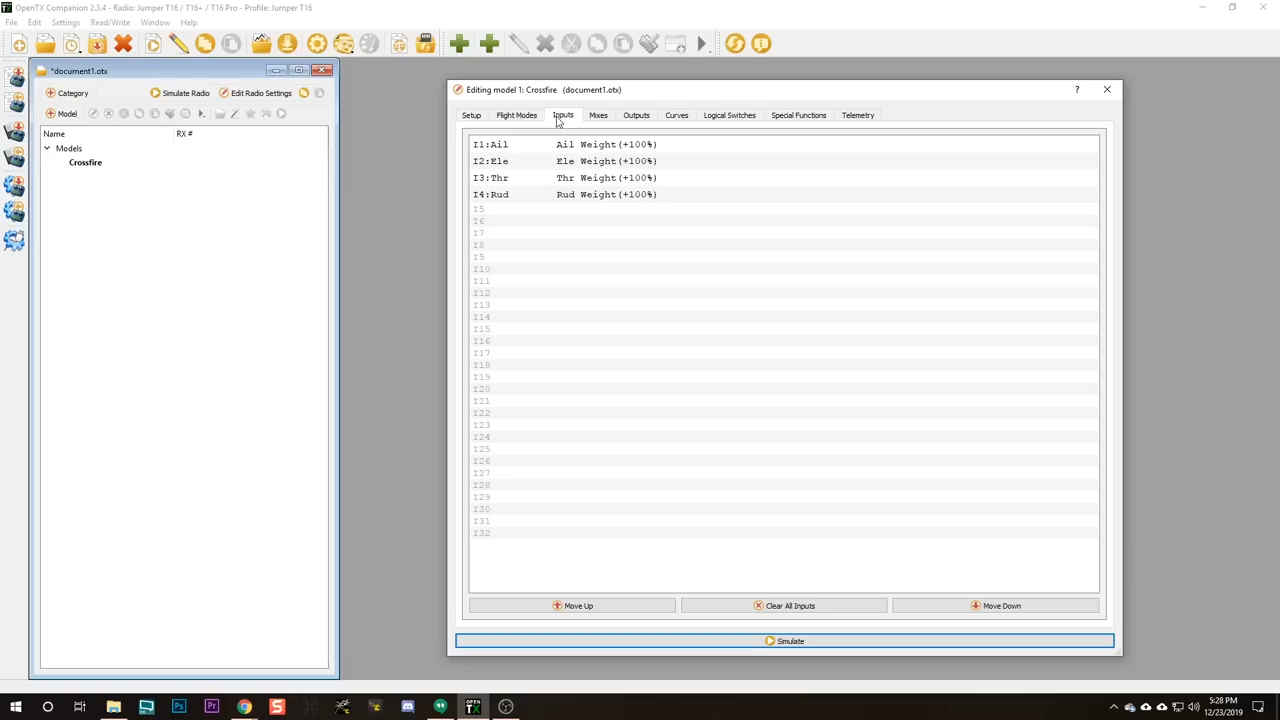 OpenTX Companion 2.3.4 - Radio: Jumper T16 / T16+ / T16 Pro - Profile: Jumper T16
File Edit Settings Read/Write Window Help
*document1.otx
Category Simulate Radio Edit Radio Settings
Model
Name RX #
Models
Crossfire
Editing model 1: Crossfire (document1.otx)
Setup Flight Modes Inputs Mixes Outputs Curves Logical Switches Special Functions Telemetry
I1:Ail Ail Weight(+100%)
I2:Ele Ele Weight(+100%)
I3:Thr Thr Weight(+100%)
I4:Rud Rud Weight(+100%)
I5
I6
I7
I8
I9
I10
I11
I12
I13
I14
I15
I16
I17
I18
I19
I20
I21
I22
I23
I24
I25
I26
I27
I28
I29
I30
I31
I32
Move Up Clear All Inputs Move Down
Simulate
Ps Pr S OPEN TX
5:28 PM
12/23/2019